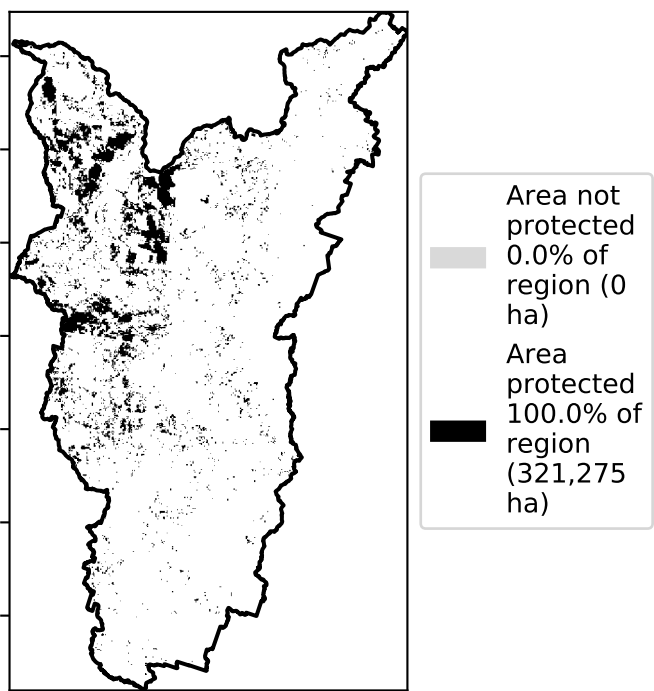 Area not
protected
0.0% of
region (0
ha)
Area
protected
100.0% of
region
(321,275
ha)